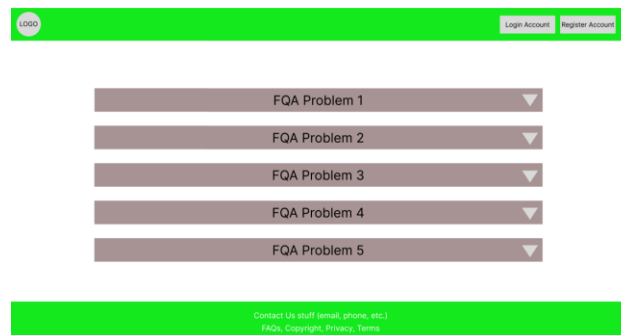 LOGO
Login Account
Register Account
FQA Problem 1
FQA Problem 2
FQA Problem 3
FQA Problem 4
FQA Problem 5
Contact Us stuff (email, phone, etc.)
FAQs, Copyright, Privacy, Terms